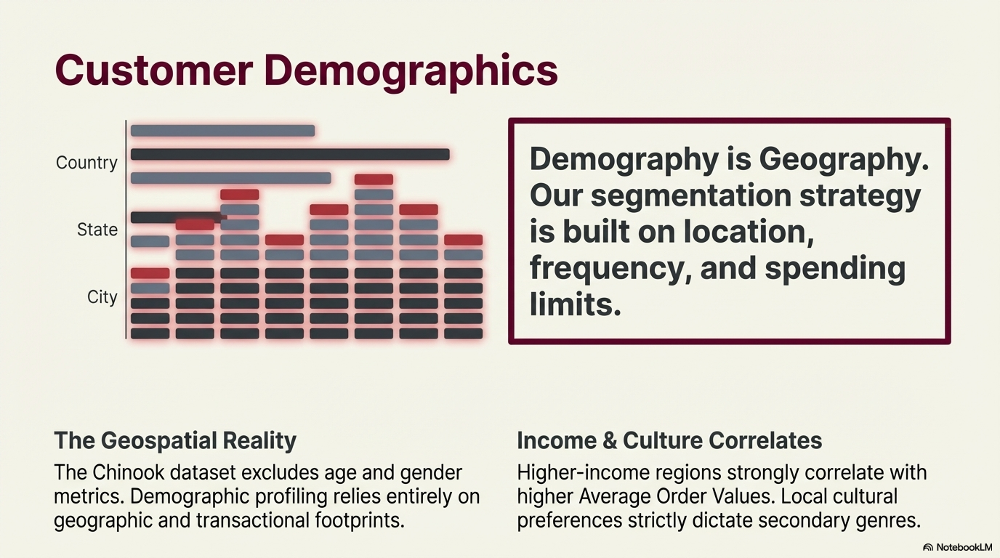 Customer Demographics
Country
State
City
Demography is Geography.
Our segmentation strategy
is built on location,
frequency, and spending
limits.
The Geospatial Reality
The Chinook dataset excludes age and gender
metrics. Demographic profiling relies entirely on
geographic and transactional footprints.
Income & Culture Correlates
Higher-income regions strongly correlate with
higher Average Order Values. Local cultural
preferences strictly dictate secondary genres.
NotebookLM